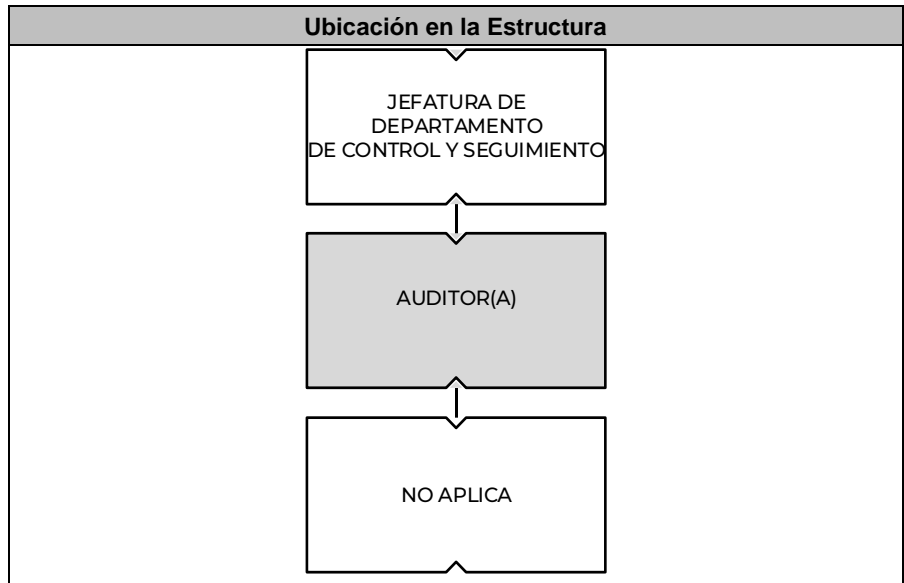 Ubicación en la Estructura
JEFATURA DE
DEPARTAMENTO
DE CONTROL Y SEGUIMIENTO
AUDITOR(A)
NO APLICA